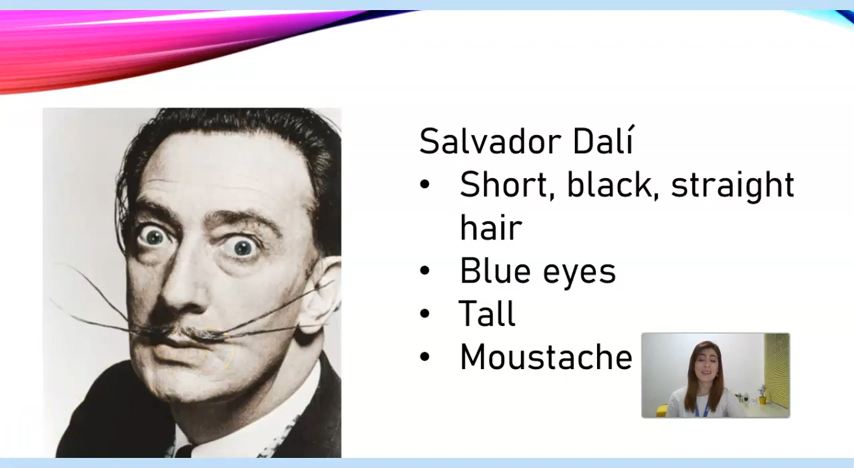 Salvador Dalí
• Short, black, straight
hair
• Blue eyes
• Tall
• Moustache